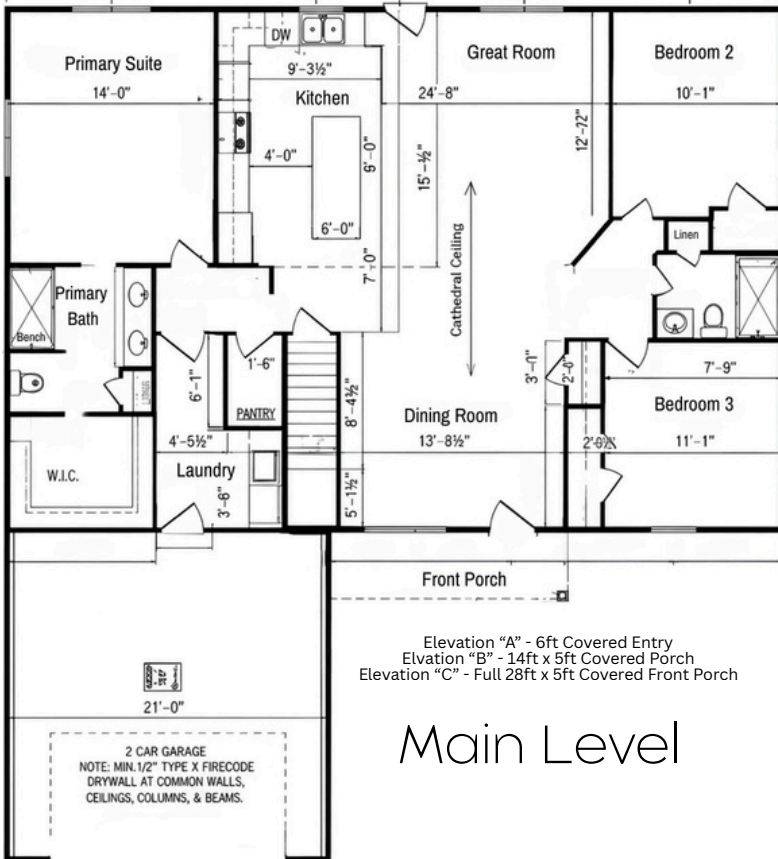 DW
Primary Suite
Great Room
Bedroom 2
9'-3½"
14'-0"
Kitchen
24'-8"
10'-1"
12'-72"
4'-0"
9'-0"
15'-½"
6'-0"
Cathedral Ceiling
Linen
7'-0"
Primary
Bath
Bench
1'-6"
6'-1"
3'-0"
2'-6"
7'-9"
PANTRY
8'-4½"
Dining Room
Bedroom 3
4'-5½"
13'-8½"
2'-0½"
11'-1"
W.I.C.
Laundry
3'-6"
5'-1½"
Front Porch
Elevation “A” - 6ft Covered Entry
Elvation “B” - 14ft x 5ft Covered Porch
Elevation “C” - Full 28ft x 5ft Covered Front Porch
21'-0"
Main Level
2 CAR GARAGE
NOTE: MIN.1/2" TYPE X FIRECODE
DRYWALL AT COMMON WALLS,
CEILINGS, COLUMNS, & BEAMS.